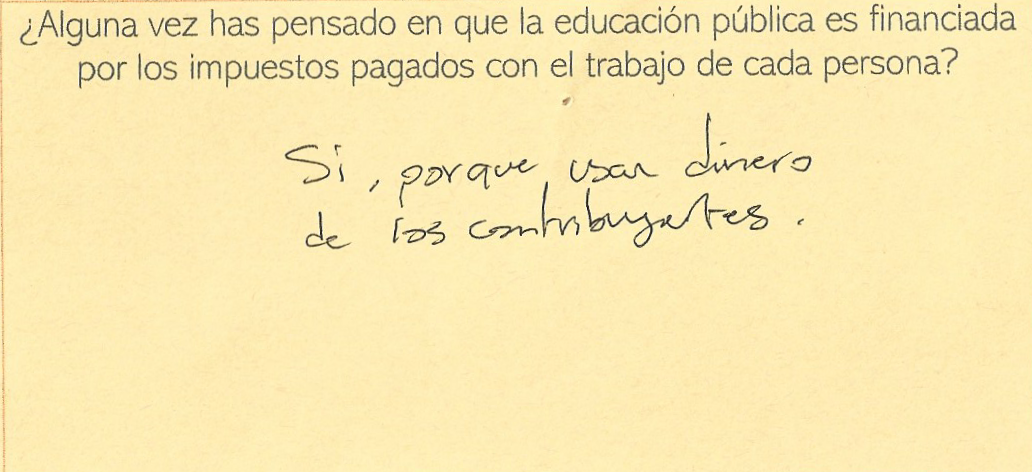 ¿Alguna vez has pensado en que la educación pública es financiada
por los impuestos pagados con el trabajo de cada persona?
Si, porque usan dinero
de los contribuyentes.